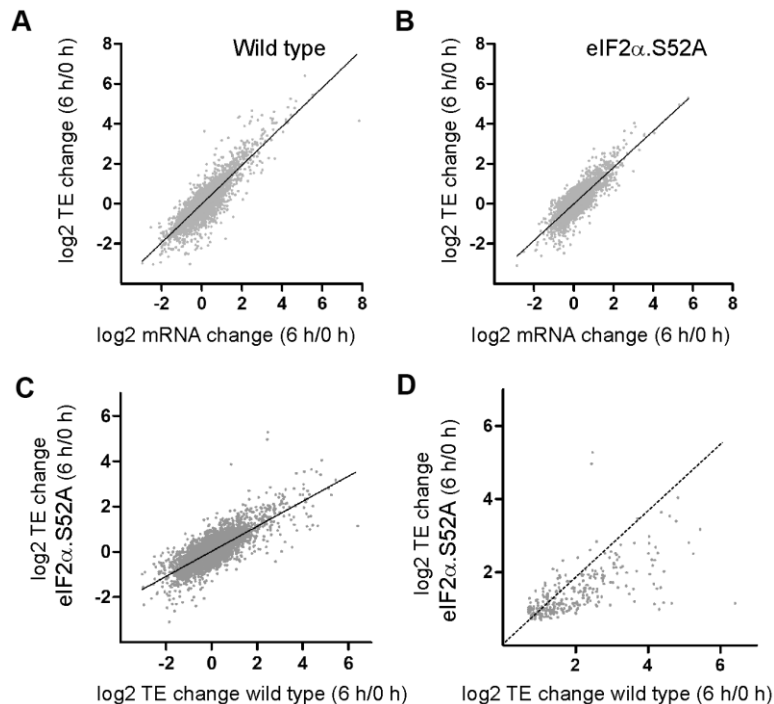 A
Wild type
log2 TE change (6 h/0 h)
8
6
4
2
0
-2
-2
0
2
4
6
8
log2 mRNA change (6 h/0 h)
B
eIF2α.S52A
log2 TE change (6 h/0 h)
8
6
4
2
0
-2
-2
0
2
4
6
8
log2 mRNA change (6 h/0 h)
C
log2 TE change
eIF2α.S52A (6 h/0 h)
6
4
2
0
-2
-2
0
2
4
6
log2 TE change wild type (6 h/0 h)
D
log2 TE change
eIF2α.S52A (6 h/0 h)
6
4
2
2
4
6
log2 TE change wild type (6 h/0 h)